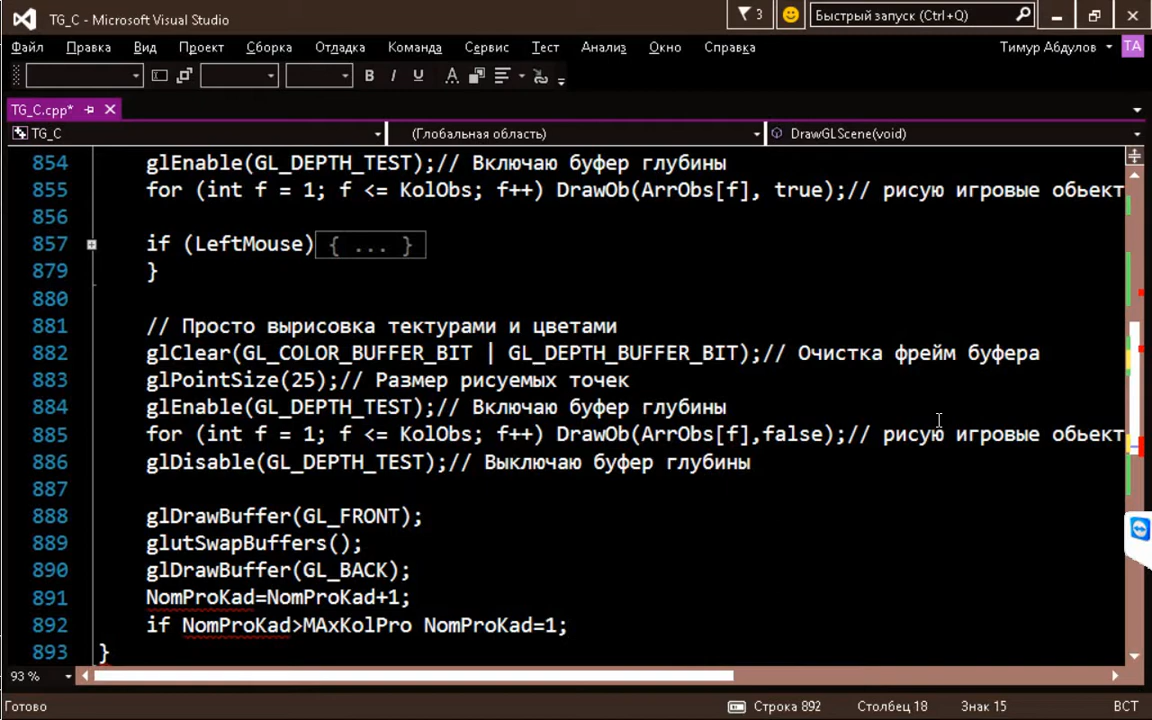 TG_C - Microsoft Visual Studio
3
Быстрый запуск (Ctrl+Q)
Файл Правка Вид Проект Сборка Отладка Команда Сервис Тест Анализ Окно Справка Тимур Абдулов ТА
B I U A
TG_C.cpp*
TG_C (Глобальная область) DrawGLScene(void)
854 glEnable(GL_DEPTH_TEST);// Включаю буфер глубины
855 for (int f = 1; f <= KolObs; f++) DrawOb(ArrObs[f], true);// рисую игровые обьект
856
857 if (LeftMouse) { ... }
879 }
880
881 // Просто вырисовка тектурами и цветами
882 glClear(GL_COLOR_BUFFER_BIT | GL_DEPTH_BUFFER_BIT);// Очистка фрейм буфера
883 glPointSize(25);// Размер рисуемых точек
884 glEnable(GL_DEPTH_TEST);// Включаю буфер глубины
885 for (int f = 1; f <= KolObs; f++) DrawOb(ArrObs[f],false);// рисую игровые обьект
886 glDisable(GL_DEPTH_TEST);// Выключаю буфер глубины
887
888 glDrawBuffer(GL_FRONT);
889 glutSwapBuffers();
890 glDrawBuffer(GL_BACK);
891 NomProKad=NomProKad+1;
892 if NomProKad>MAxKolPro NomProKad=1;
893 }
93 %
Готово Строка 892 Столбец 18 Знак 15 ВСТ